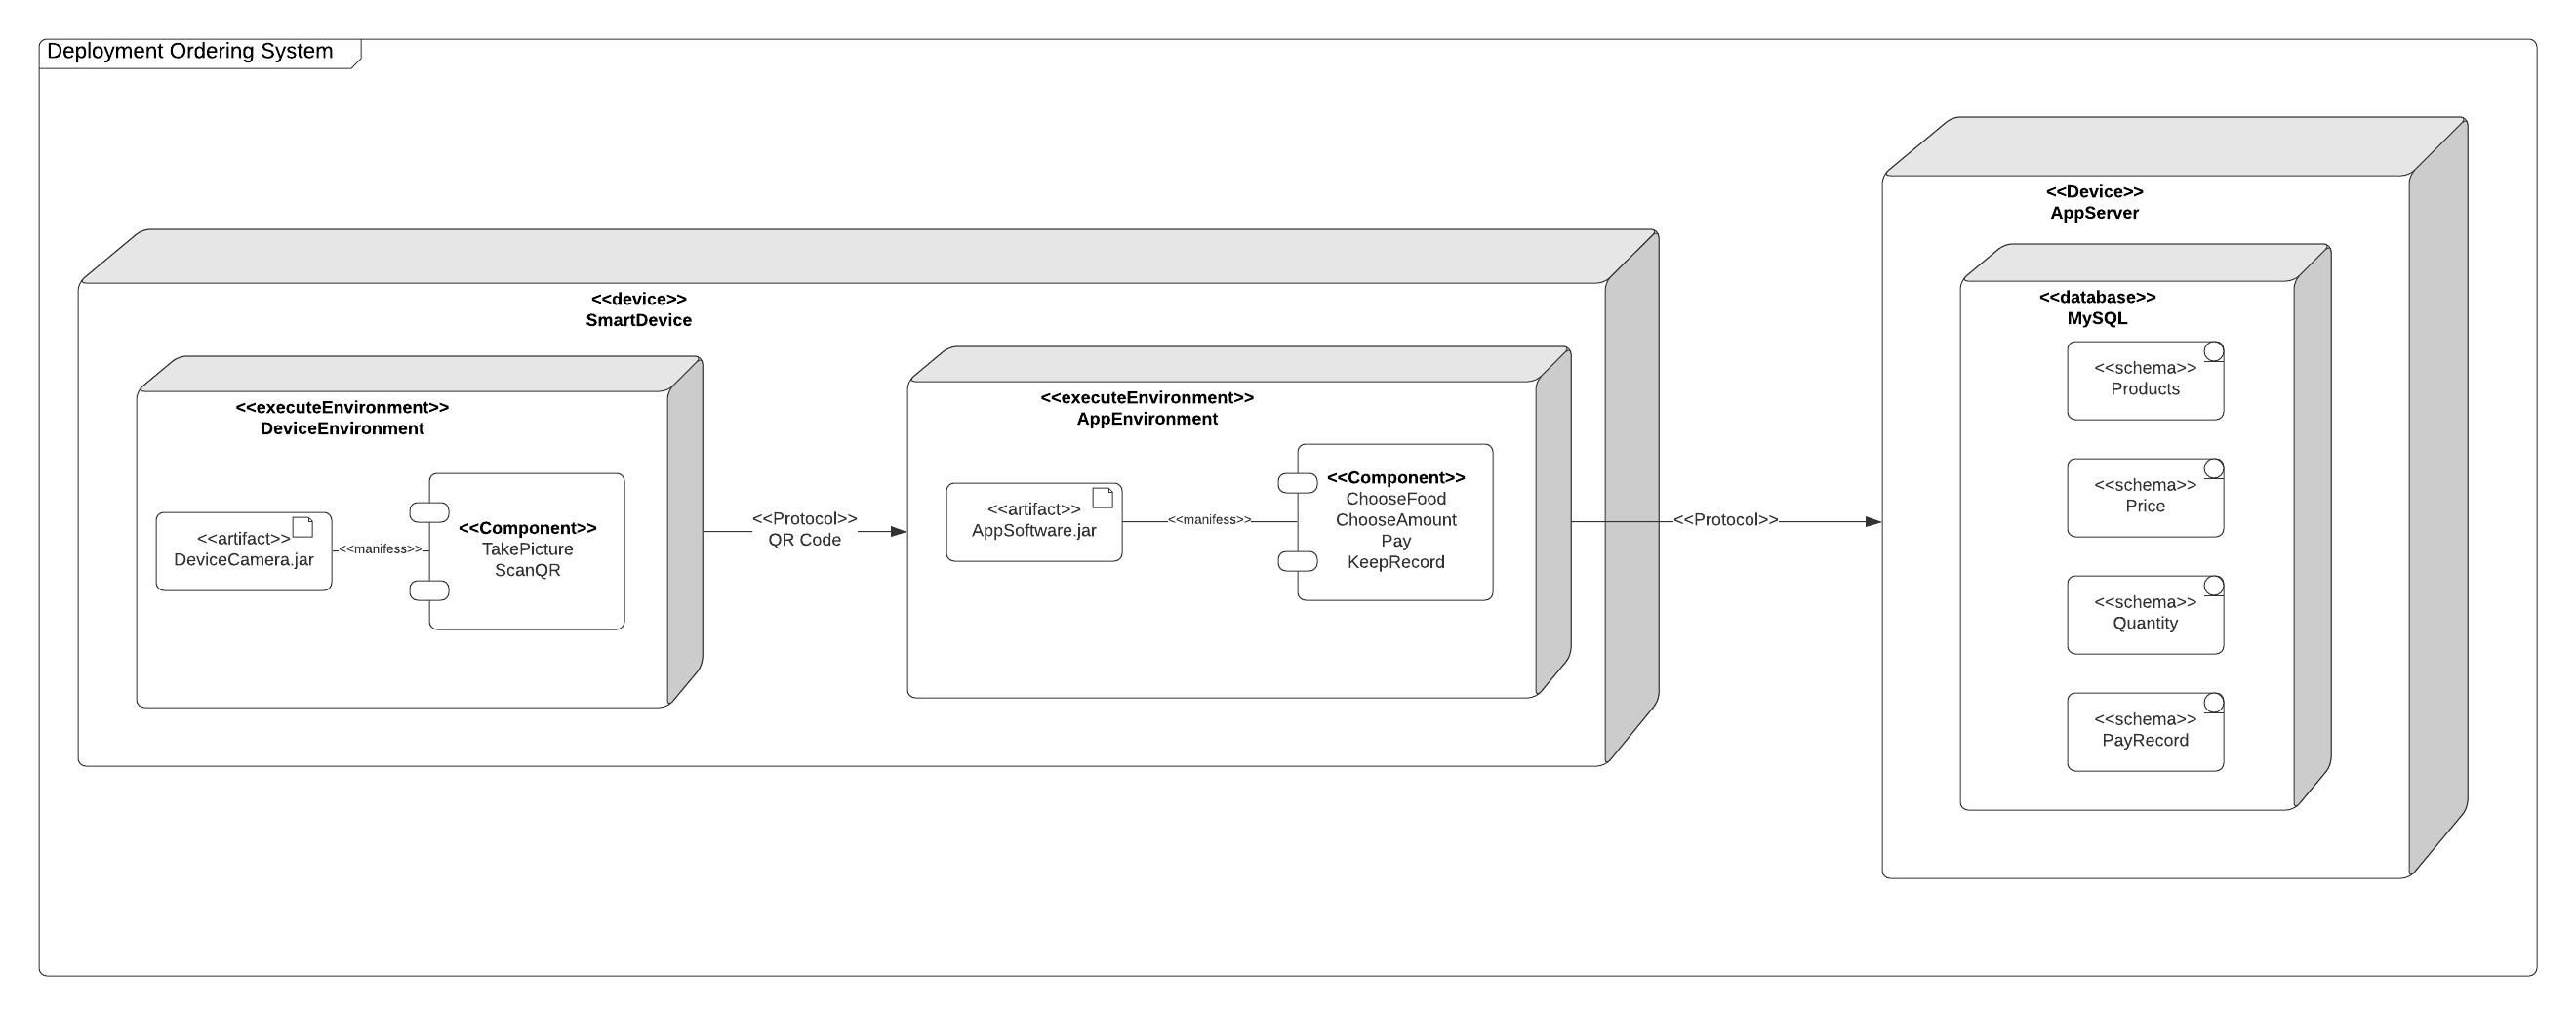 Deployment Ordering System
<<device>>
SmartDevice
<<executeEnvironment>>
DeviceEnvironment
<<artifact>>
DeviceCamera.jar
<<manifess>>
<<Component>>
TakePicture
ScanQR
<<Protocol>>
QR Code
<<executeEnvironment>>
AppEnvironment
<<artifact>>
AppSoftware.jar
<<manifess>>
<<Component>>
ChooseFood
ChooseAmount
Pay
KeepRecord
<<Protocol>>
<<Device>>
AppServer
<<database>>
MySQL
<<schema>>
Products
<<schema>>
Price
<<schema>>
Quantity
<<schema>>
PayRecord